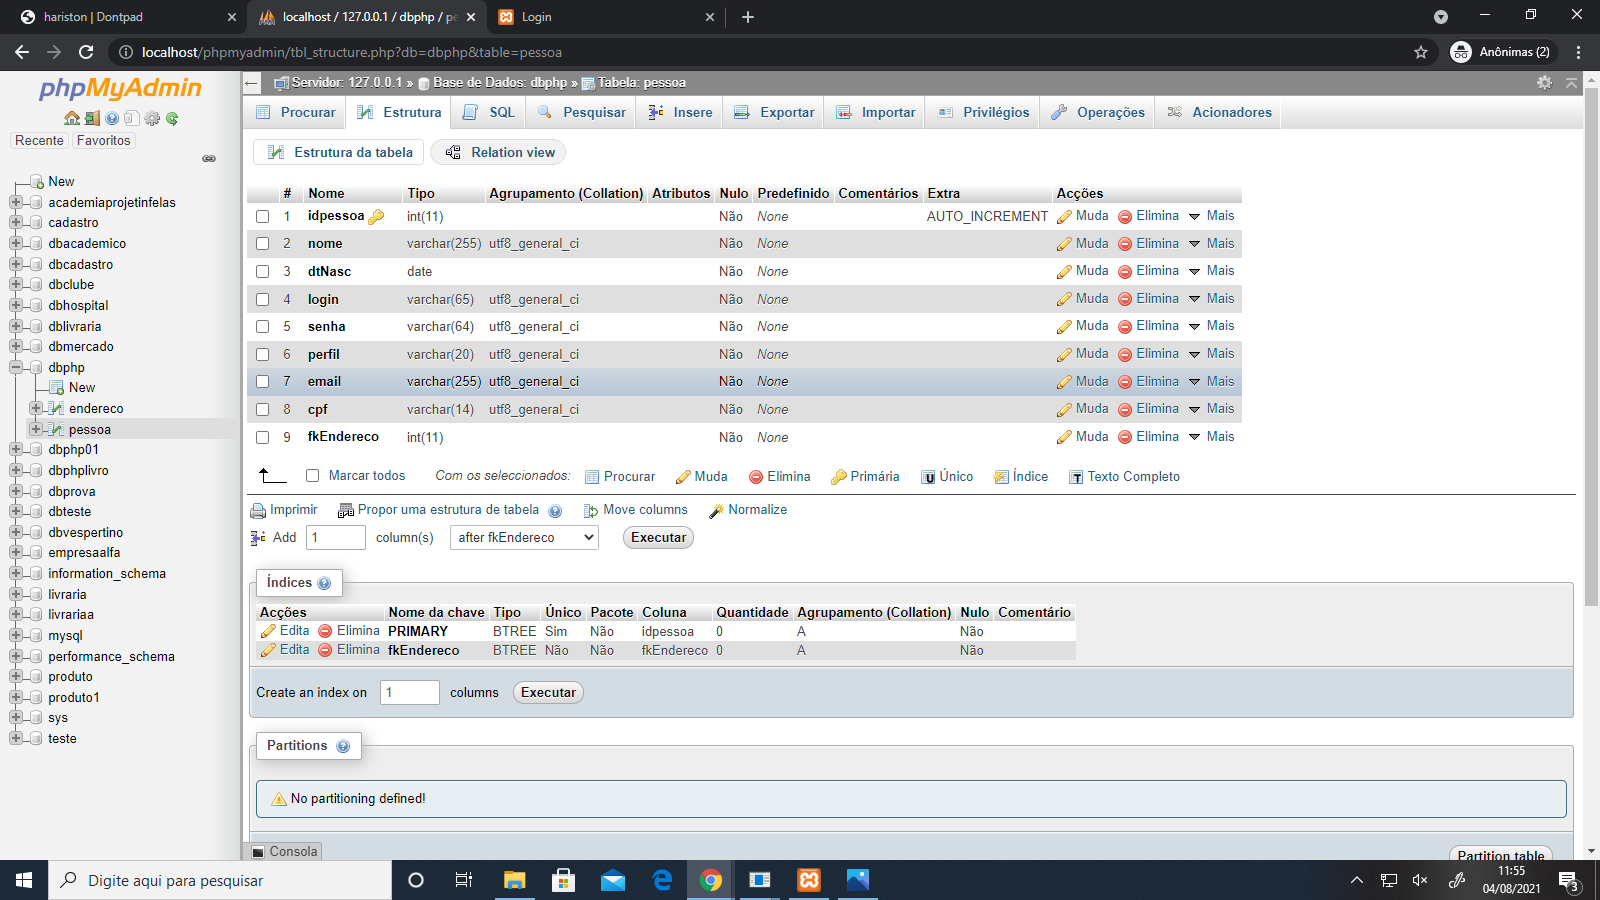 hariston | Dontpad
localhost / 127.0.0.1 / dbphp / pe
Login
localhost/phpmyadmin/tbl_structure.php?db=dbphp&table=pessoa
Anônimas (2)
phpMyAdmin
Recente Favoritos
New
academiaprojetinfelas
cadastro
dbacademico
dbcadastro
dbclube
dbhospital
dblivraria
dbmercado
dbphp
New
endereco
pessoa
dbphp01
dbphplivro
dbprova
dbteste
dbvespertino
empresaalfa
information_schema
livraria
livrariaa
mysql
performance_schema
produto
produto1
sys
teste
Servidor: 127.0.0.1 » Base de Dados: dbphp » Tabela: pessoa
Procurar Estrutura SQL Pesquisar Insere Exportar Importar Privilégios Operações Acionadores
Estrutura da tabela Relation view
# Nome Tipo Agrupamento (Collation) Atributos Nulo Predefinido Comentários Extra Acções
1 idpessoa int(11) Não None AUTO_INCREMENT Muda Elimina Mais
2 nome varchar(255) utf8_general_ci Não None Muda Elimina Mais
3 dtNasc date Não None Muda Elimina Mais
4 login varchar(65) utf8_general_ci Não None Muda Elimina Mais
5 senha varchar(64) utf8_general_ci Não None Muda Elimina Mais
6 perfil varchar(20) utf8_general_ci Não None Muda Elimina Mais
7 email varchar(255) utf8_general_ci Não None Muda Elimina Mais
8 cpf varchar(14) utf8_general_ci Não None Muda Elimina Mais
9 fkEndereco int(11) Não None Muda Elimina Mais
Marcar todos Com os seleccionados: Procurar Muda Elimina Primária Único Índice Texto Completo
Imprimir Propor uma estrutura de tabela Move columns Normalize
Add 1 column(s) after fkEndereco Executar
Índices
Acções Nome da chave Tipo Único Pacote Coluna Quantidade Agrupamento (Collation) Nulo Comentário
Edita Elimina PRIMARY BTREE Sim Não idpessoa 0 A Não
Edita Elimina fkEndereco BTREE Não Não fkEndereco 0 A Não
Create an index on 1 columns Executar
Partitions
No partitioning defined!
Partition table
Consola
Digite aqui para pesquisar
11:55
04/08/2021
3